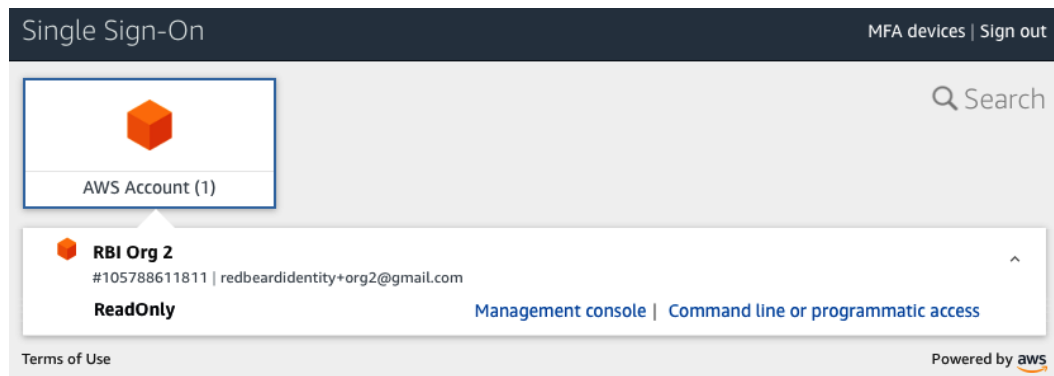 Single Sign-On
MFA devices | Sign out
Search
AWS Account (1)
RBI Org 2
#105788611811 | redbeardidentity+org2@gmail.com
ReadOnly
Management console | Command line or programmatic access
Terms of Use
Powered by aws